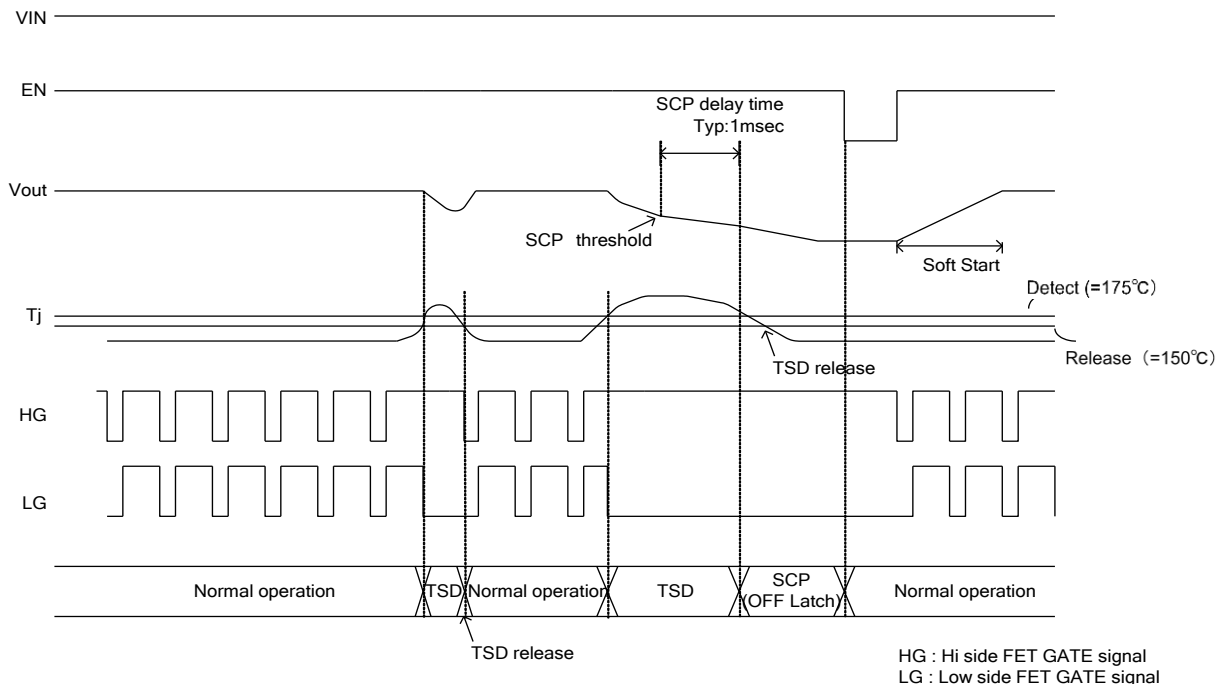 VIN
EN
SCP delay time
Typ:1msec
Vout
SCP threshold
Soft Start
Detect (=175℃)
Tj
TSD release
Release (=150℃)
HG
LG
Normal operation
TSD
Normal operation
TSD
SCP
(OFF Latch)
Normal operation
TSD release
HG : Hi side FET GATE signal
LG : Low side FET GATE signal